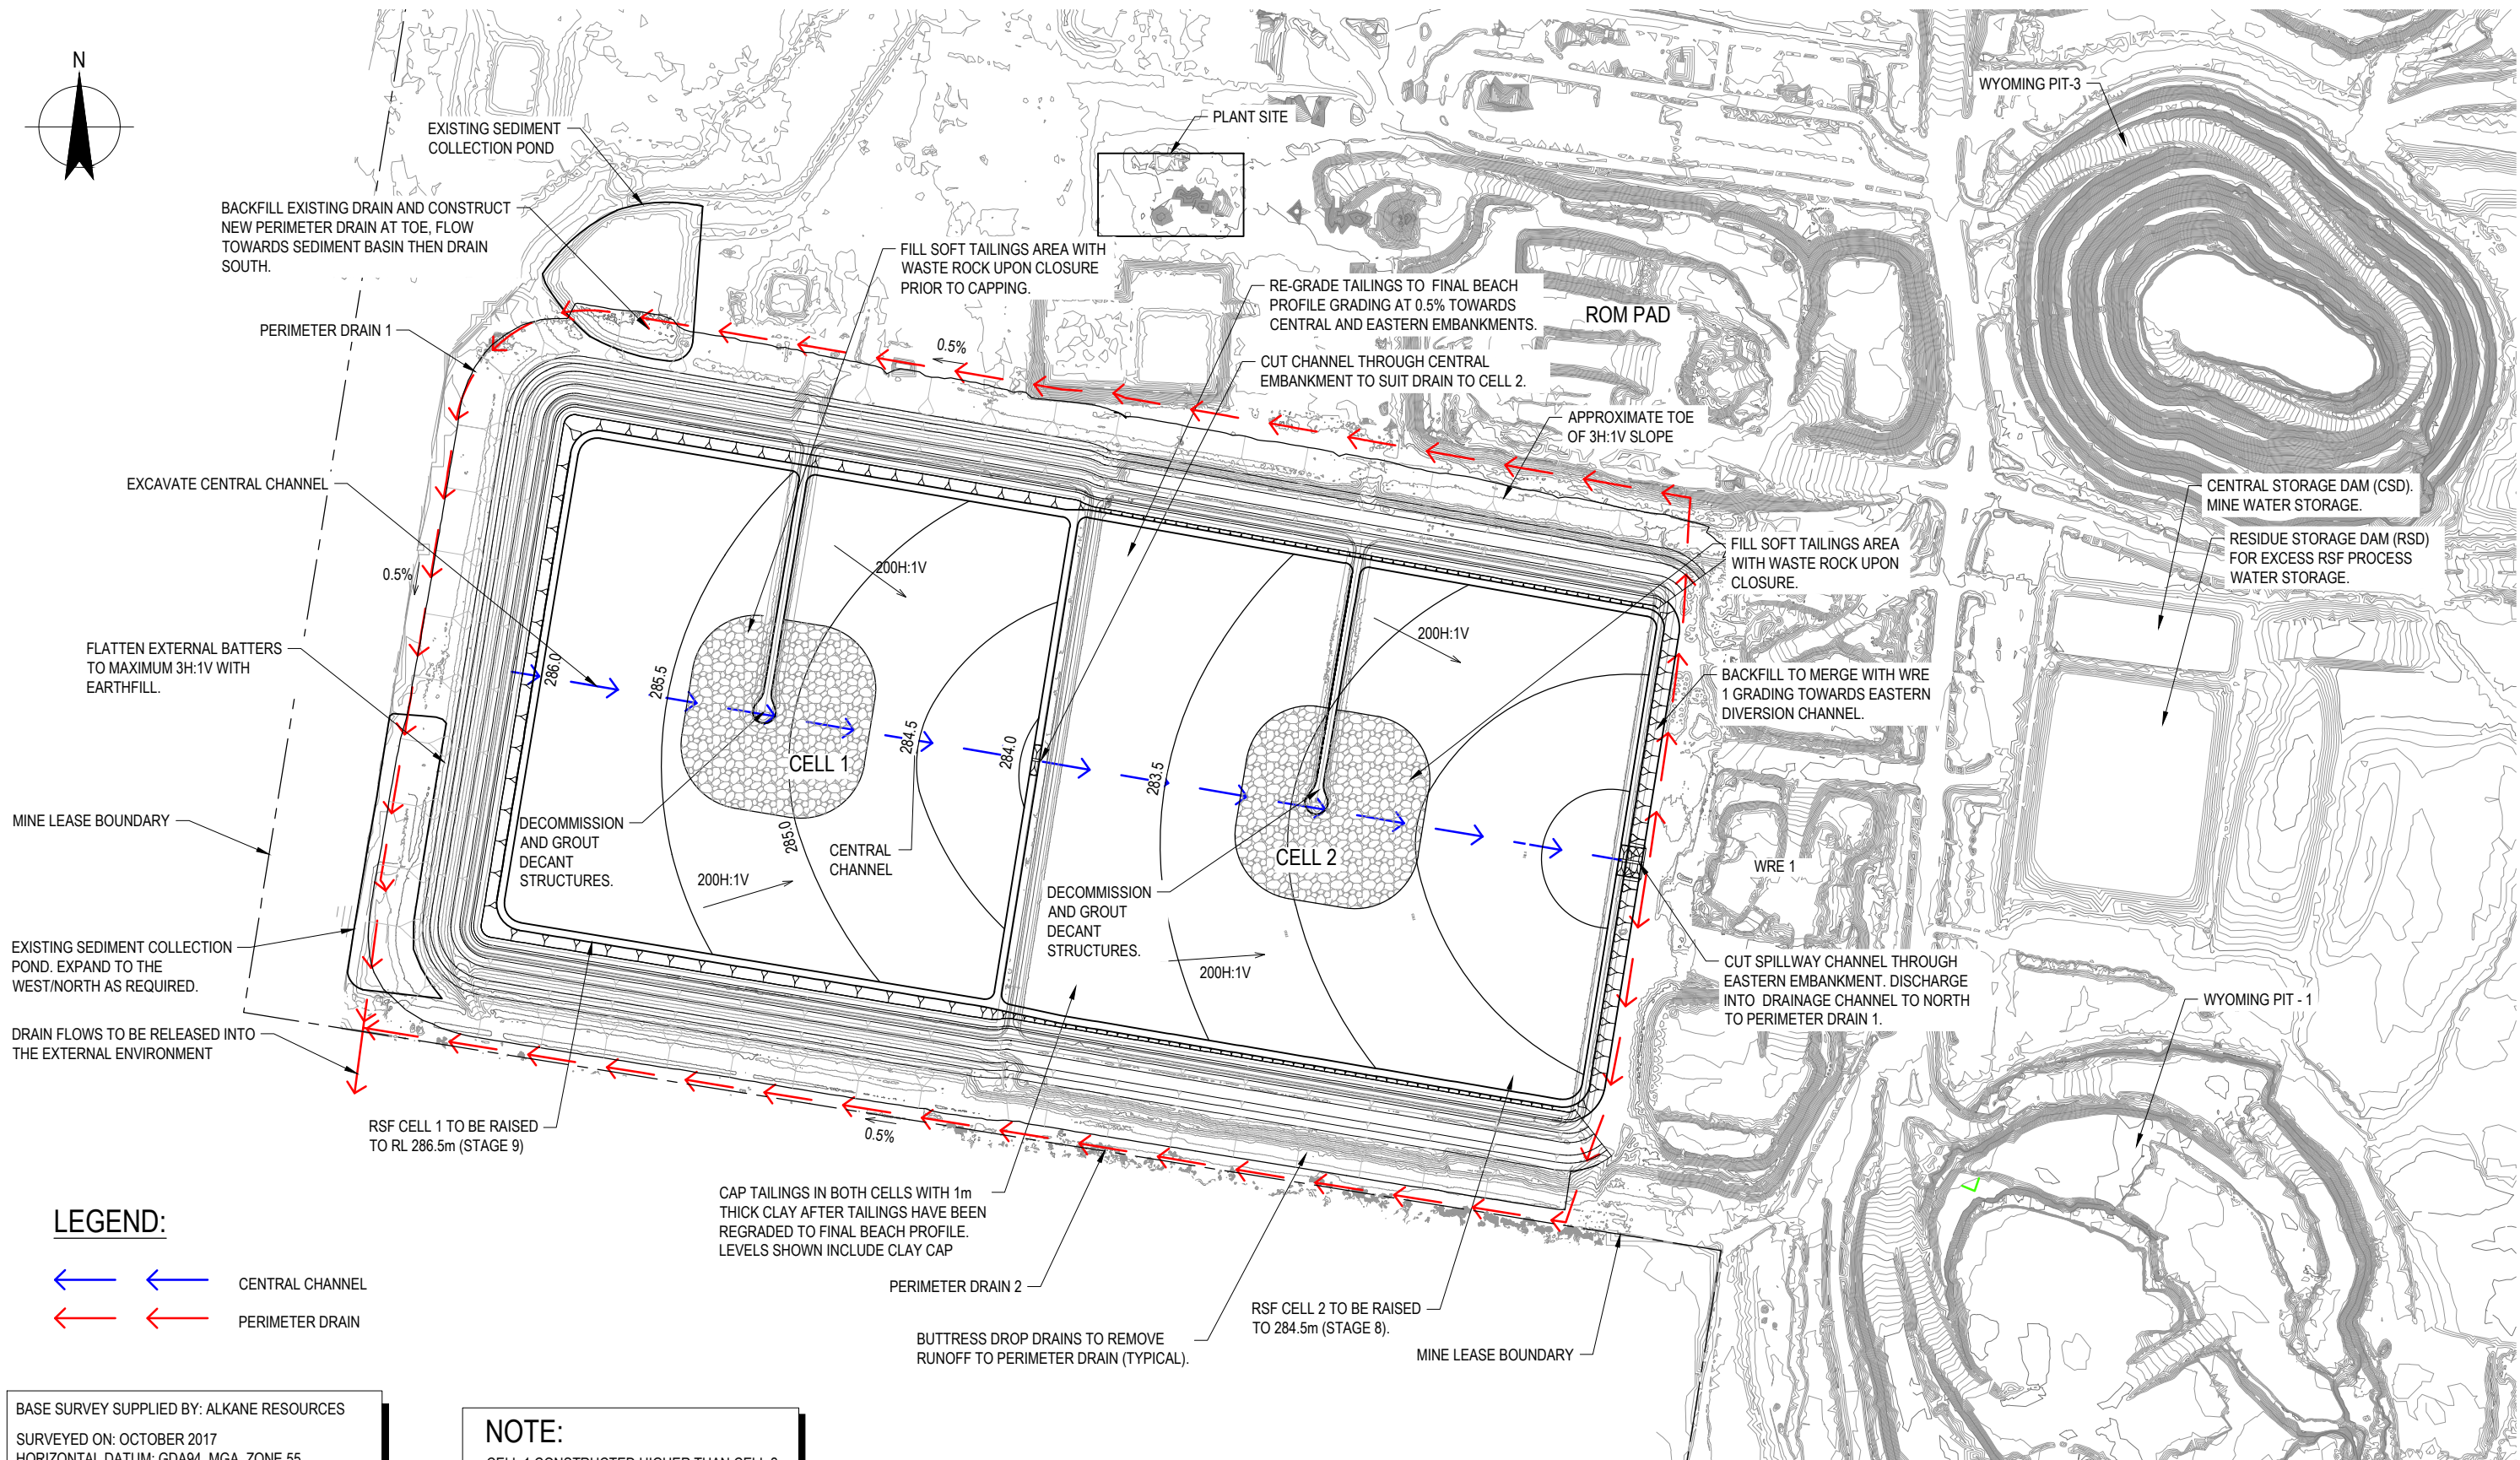 N
EXISTING SEDIMENT
COLLECTION POND
PLANT SITE
WYOMING PIT-3
BACKFILL EXISTING DRAIN AND CONSTRUCT
NEW PERIMETER DRAIN AT TOE, FLOW
TOWARDS SEDIMENT BASIN THEN DRAIN
SOUTH.
FILL SOFT TAILINGS AREA WITH
WASTE ROCK UPON CLOSURE
PRIOR TO CAPPING.
RE-GRADE TAILINGS TO FINAL BEACH
PROFILE GRADING AT 0.5% TOWARDS
CENTRAL AND EASTERN EMBANKMENTS.
ROM PAD
PERIMETER DRAIN 1
0.5%
CUT CHANNEL THROUGH CENTRAL
EMBANKMENT TO SUIT DRAIN TO CELL 2.
APPROXIMATE TOE
OF 3H:1V SLOPE
EXCAVATE CENTRAL CHANNEL
CENTRAL STORAGE DAM (CSD).
MINE WATER STORAGE.
RESIDUE STORAGE DAM (RSD)
FOR EXCESS RSF PROCESS
WATER STORAGE.
FILL SOFT TAILINGS AREA
WITH WASTE ROCK UPON
CLOSURE.
0.5%
200H:1V
200H:1V
FLATTEN EXTERNAL BATTERS
TO MAXIMUM 3H:1V WITH
EARTHFILL.
286.0
285.5
BACKFILL TO MERGE WITH WRE
1 GRADING TOWARDS EASTERN
DIVERSION CHANNEL.
284.5
284.0
283.5
CELL 1
MINE LEASE BOUNDARY
DECOMMISSION
AND GROUT
DECANT
STRUCTURES.
285.0
CENTRAL
CHANNEL
CELL 2
WRE 1
200H:1V
DECOMMISSION
AND GROUT
DECANT
STRUCTURES.
200H:1V
EXISTING SEDIMENT COLLECTION
POND. EXPAND TO THE
WEST/NORTH AS REQUIRED.
CUT SPILLWAY CHANNEL THROUGH
EASTERN EMBANKMENT. DISCHARGE
INTO DRAINAGE CHANNEL TO NORTH
TO PERIMETER DRAIN 1.
WYOMING PIT - 1
DRAIN FLOWS TO BE RELEASED INTO
THE EXTERNAL ENVIRONMENT
RSF CELL 1 TO BE RAISED
TO RL 286.5m (STAGE 9)
0.5%
CAP TAILINGS IN BOTH CELLS WITH 1m
THICK CLAY AFTER TAILINGS HAVE BEEN
REGRADED TO FINAL BEACH PROFILE.
LEVELS SHOWN INCLUDE CLAY CAP
PERIMETER DRAIN 2
RSF CELL 2 TO BE RAISED
TO 284.5m (STAGE 8).
BUTTRESS DROP DRAINS TO REMOVE
RUNOFF TO PERIMETER DRAIN (TYPICAL).
MINE LEASE BOUNDARY
LEGEND:
CENTRAL CHANNEL
PERIMETER DRAIN
BASE SURVEY SUPPLIED BY: ALKANE RESOURCES
SURVEYED ON: OCTOBER 2017
HORIZONTAL DATUM: GDA94, MGA, ZONE 55
NOTE:
CELL 1 CONSTRUCTED HIGHER THAN CELL 2